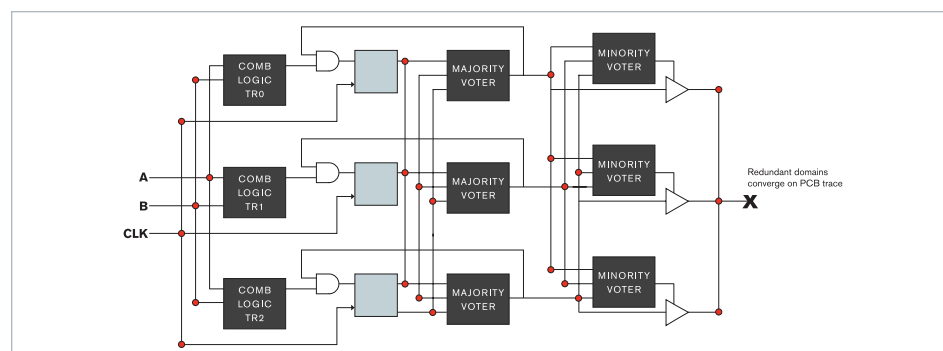 COMB
LOGIC
TR0
MAJORITY
VOTER
MINORITY
VOTER
A
B
CLK
COMB
LOGIC
TR1
MAJORITY
VOTER
MINORITY
VOTER
Redundant domains
converge on PCB trace
X
COMB
LOGIC
TR2
MAJORITY
VOTER
MINORITY
VOTER